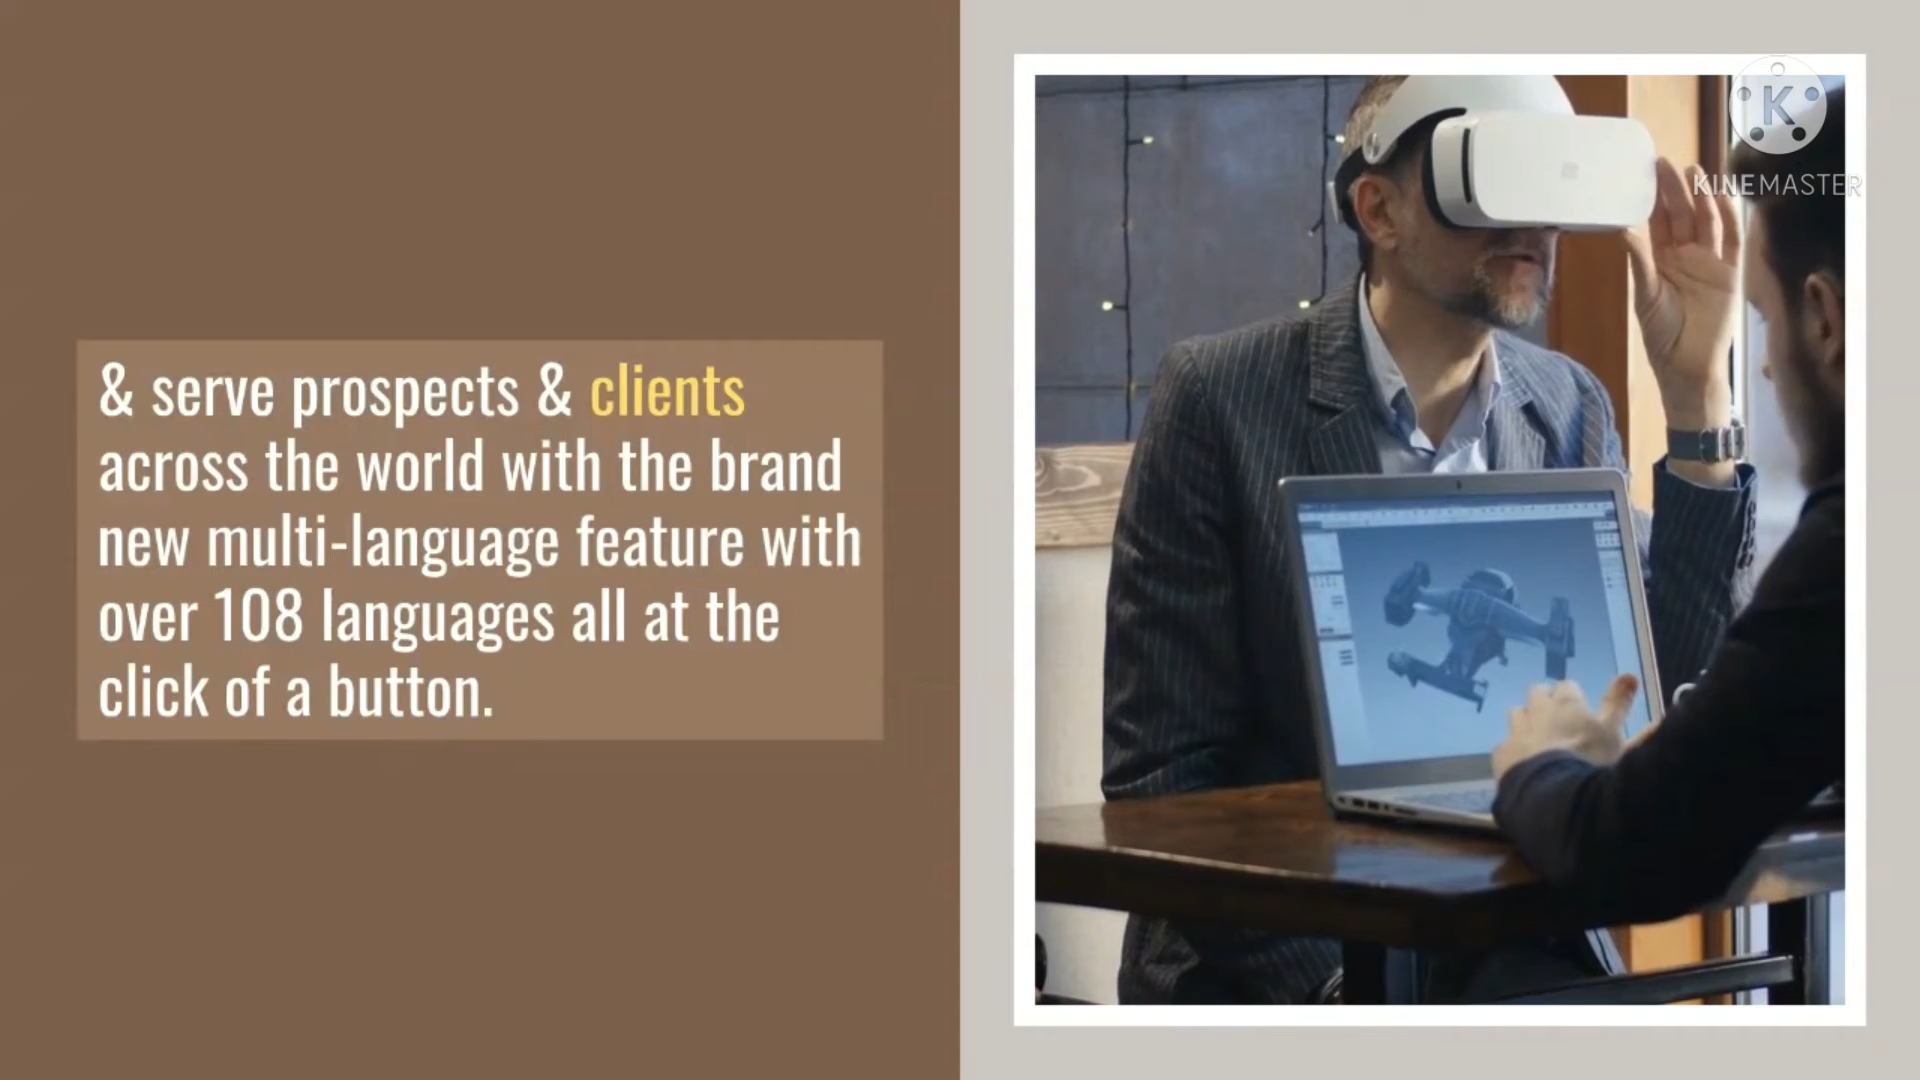 & serve prospects & clients
across the world with the brand
new multi-language feature with
over 108 languages all at the
click of a button.
K
KINEMASTER